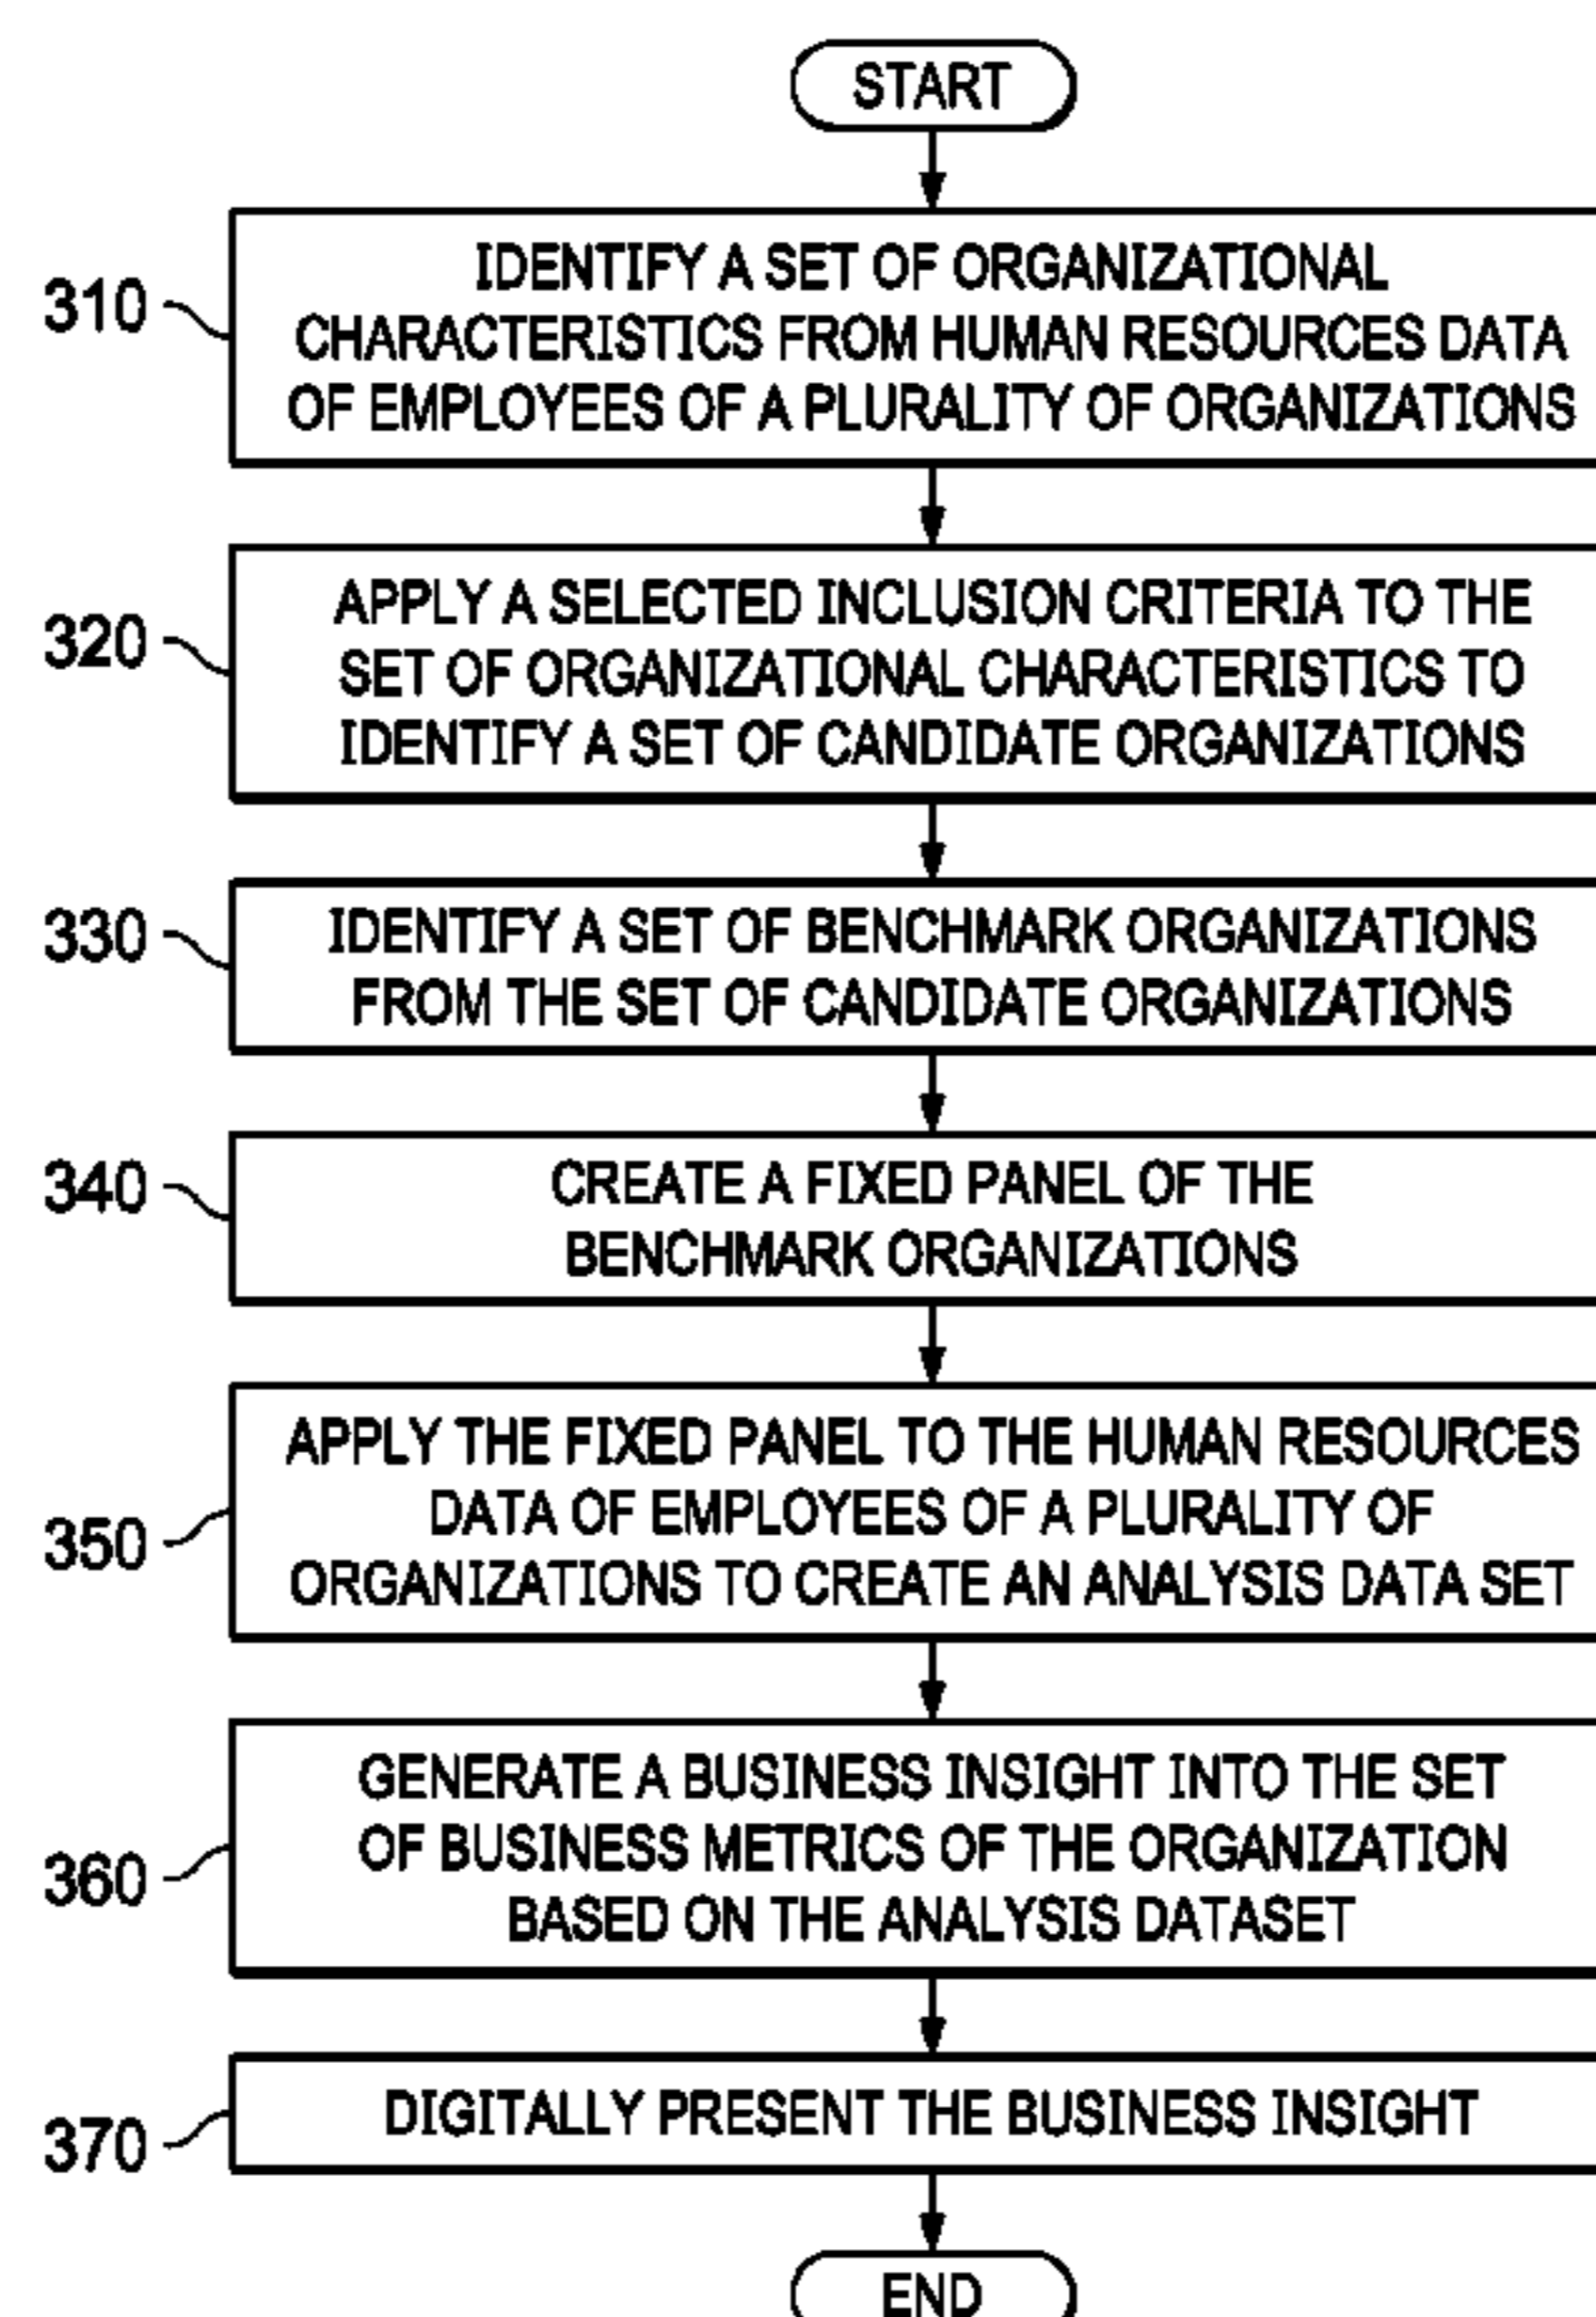 START
310
IDENTIFY A SET OF ORGANIZATIONAL
CHARACTERISTICS FROM HUMAN RESOURCES DATA
OF EMPLOYEES OF A PLURALITY OF ORGANIZATIONS
320
APPLY A SELECTED INCLUSION CRITERIA TO THE
SET OF ORGANIZATIONAL CHARACTERISTICS TO
IDENTIFY A SET OF CANDIDATE ORGANIZATIONS
330
IDENTIFY A SET OF BENCHMARK ORGANIZATIONS
FROM THE SET OF CANDIDATE ORGANIZATIONS
340
CREATE A FIXED PANEL OF THE
BENCHMARK ORGANIZATIONS
350
APPLY THE FIXED PANEL TO THE HUMAN RESOURCES
DATA OF EMPLOYEES OF A PLURALITY OF
ORGANIZATIONS TO CREATE AN ANALYSIS DATA SET
360
GENERATE A BUSINESS INSIGHT INTO THE SET
OF BUSINESS METRICS OF THE ORGANIZATION
BASED ON THE ANALYSIS DATASET
370
DIGITALLY PRESENT THE BUSINESS INSIGHT
END